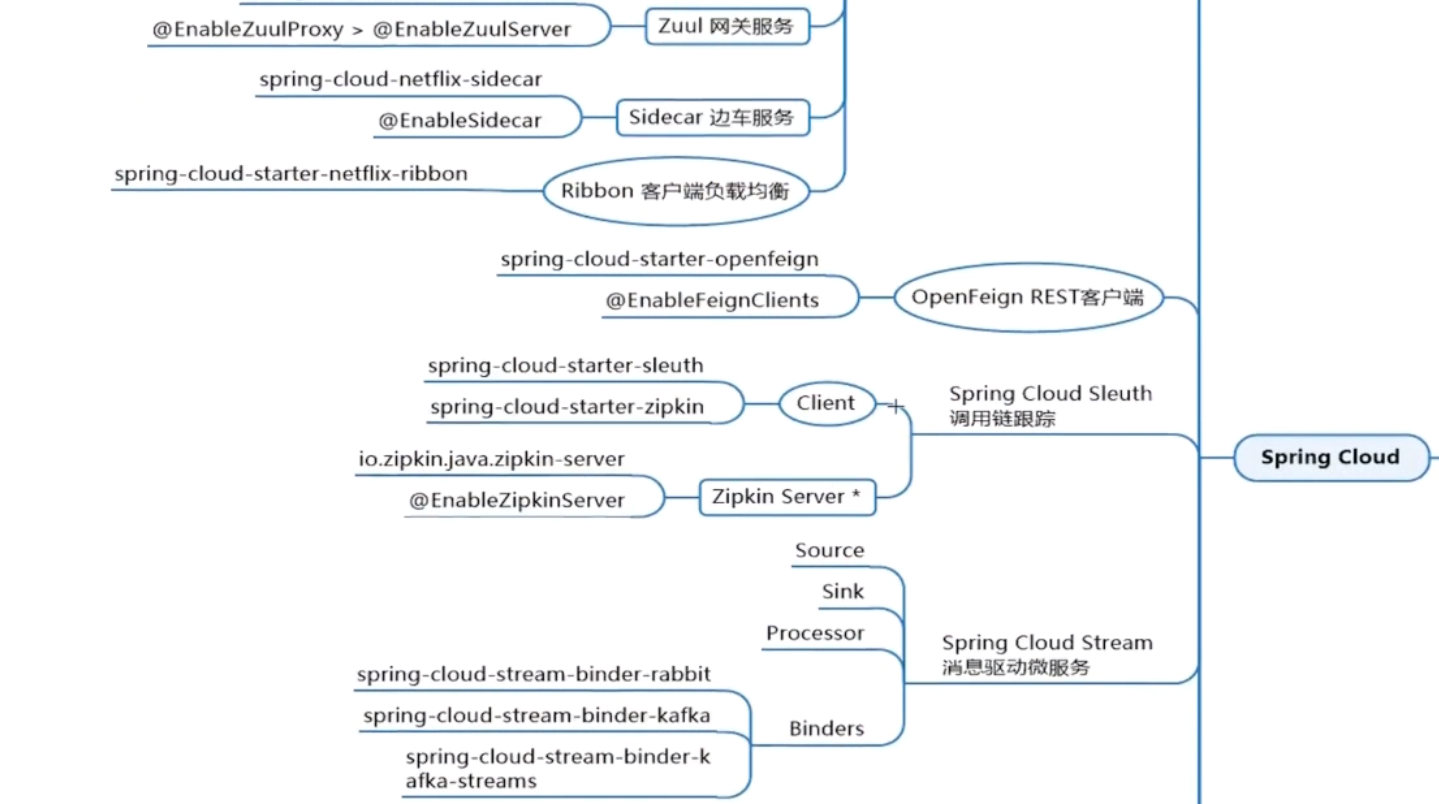 @EnableZuulProxy > @EnableZuulServer
Zuul 网关服务
spring-cloud-netflix-sidecar
@EnableSidecar
Sidecar 边车服务
spring-cloud-starter-netflix-ribbon
Ribbon 客户端负载均衡
spring-cloud-starter-openfeign
@EnableFeignClients
OpenFeign REST客户端
spring-cloud-starter-sleuth
spring-cloud-starter-zipkin
Client
Spring Cloud Sleuth
调用链跟踪
io.zipkin.java.zipkin-server
@EnableZipkinServer
Zipkin Server *
Spring Cloud
Source
Sink
Processor
Spring Cloud Stream
消息驱动微服务
spring-cloud-stream-binder-rabbit
spring-cloud-stream-binder-kafka
spring-cloud-stream-binder-k
afka-streams
Binders